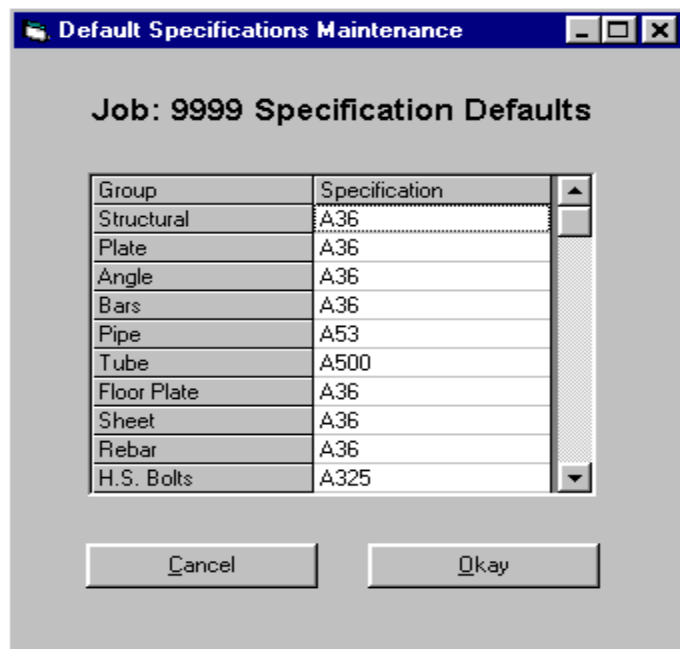 Default Specifications Maintenance
Job: 9999 Specification Defaults
Group Specification
Structural A36
Plate A36
Angle A36
Bars A36
Pipe A53
Tube A500
Floor Plate A36
Sheet A36
Rebar A36
H.S. Bolts A325
Cancel Okay